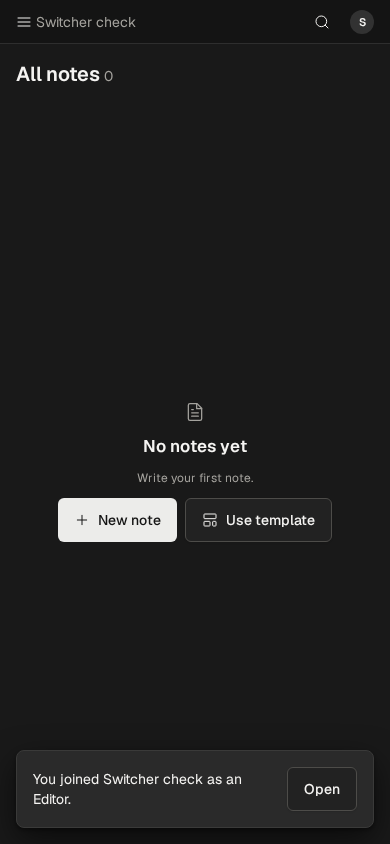 Switcher check
S
All notes 0
No notes yet
Write your first note.
New note
Use template
You joined Switcher check as an
Editor.
Open